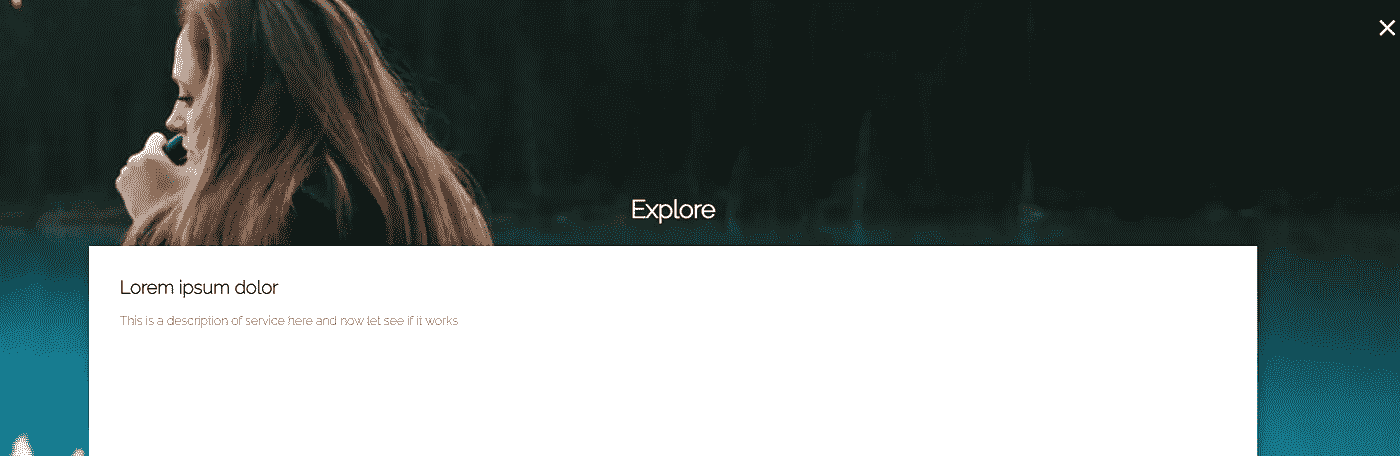 Explore
Lorem ipsum dolor
This is a description of service here and now let see if it works